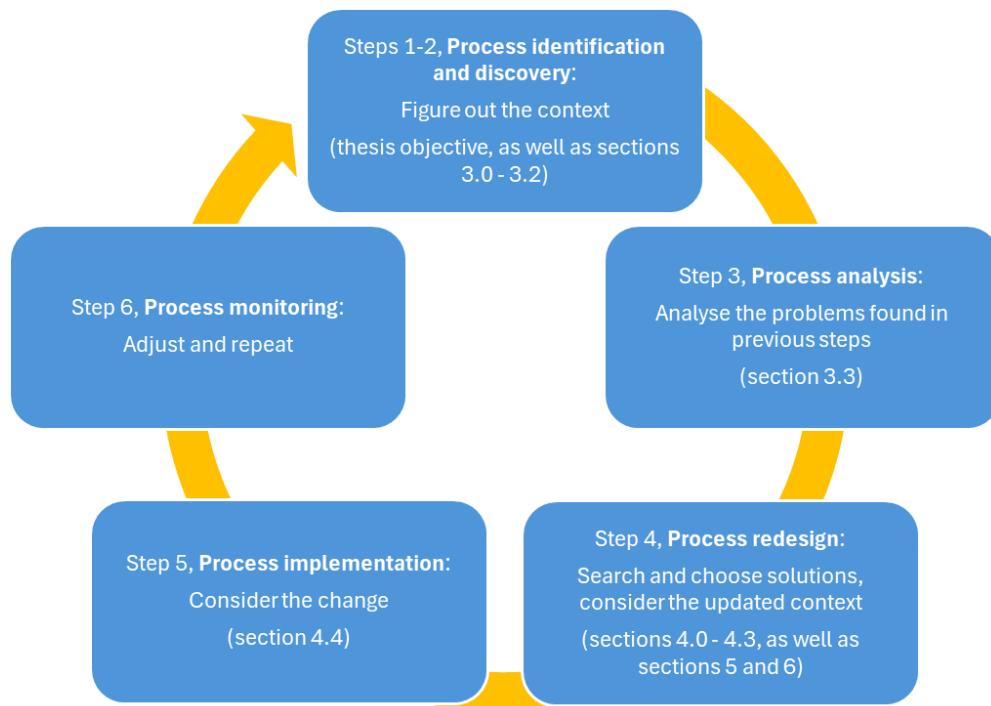 Steps 1-2, Process identification
and discovery:
Figure out the context
(thesis objective, as well as sections
3.0 - 3.2)
Step 3, Process analysis:
Analyse the problems found in
previous steps
(section 3.3)
Step 4, Process redesign:
Search and choose solutions,
consider the updated context
(sections 4.0 - 4.3, as well as
sections 5 and 6)
Step 5, Process implementation:
Consider the change
(section 4.4)
Step 6, Process monitoring:
Adjust and repeat